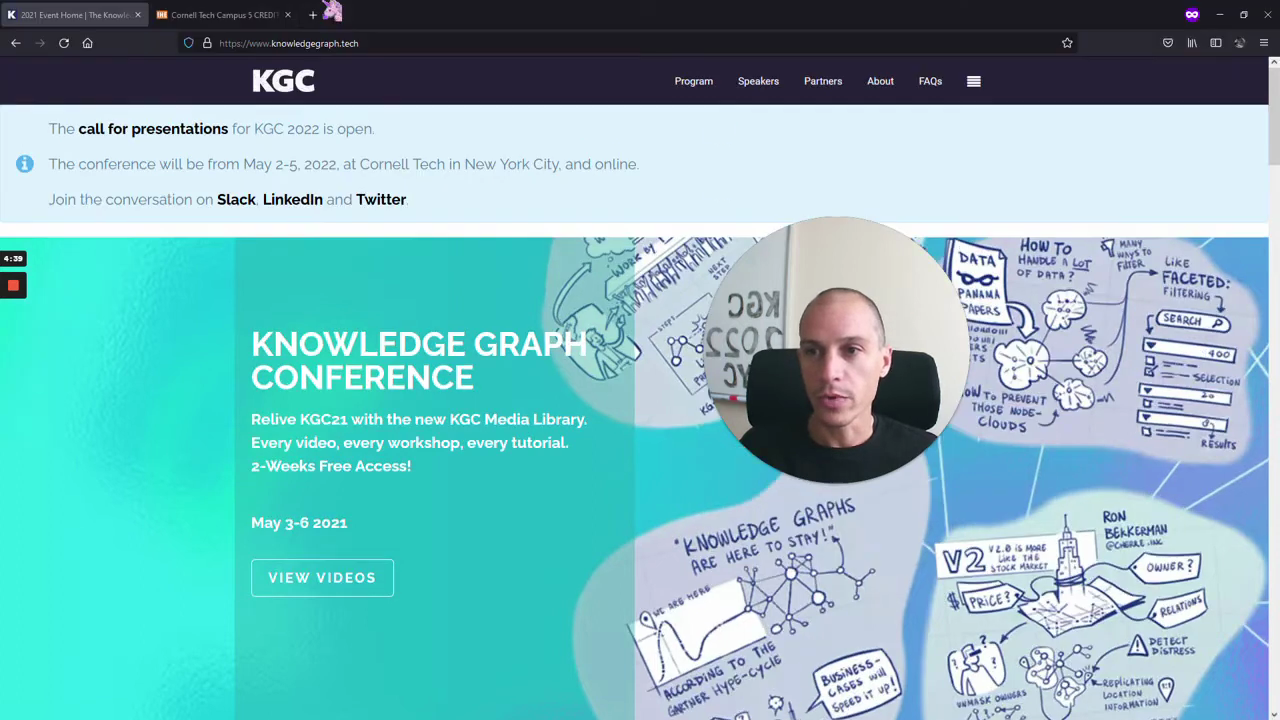 2021 Event Home | The Knowle
Cornell Tech Campus 5 CREDIT
https://www.knowledgegraph.tech
KGC
Program
Speakers
Partners
About
FAQs
The call for presentations for KGC 2022 is open.
The conference will be from May 2-5, 2022, at Cornell Tech in New York City, and online.
Join the conversation on Slack, LinkedIn and Twitter.
4:39
KNOWLEDGE GRAPH
CONFERENCE
Relive KGC21 with the new KGC Media Library.
Every video, every workshop, every tutorial.
2-Weeks Free Access!
May 3-6 2021
VIEW VIDEOS
WORK BY
NEXT
STEP
KGC
2022
NYC
DATA
PANAMA
PAPERS
HOW TO
HANDLE A LOT
OF DATA?
MANY
WAYS TO
FILTER
LIKE
FACETED:
FILTERING
SEARCH
400
SELECTION
20
RESULTS
HOW TO PREVENT
THOSE NODE-
CLOUDS
"KNOWLEDGE GRAPHS
ARE HERE TO STAY!"
WE ARE HERE
ACCORDING TO THE
GARTNER HYPE-CYCLE
BUSINESS-
CASES WILL
SPEED IT UP!
RON
BEKKERMAN
@CHERRE.INC
V2
V2.0 IS MORE
LIKE THE
STOCK MARKET
OWNER?
$ PRICE?
RELATIONS
DETECT
DISTRESS
UNMASK OWNERS
REPLICATING
LOCATION
INFORMATION